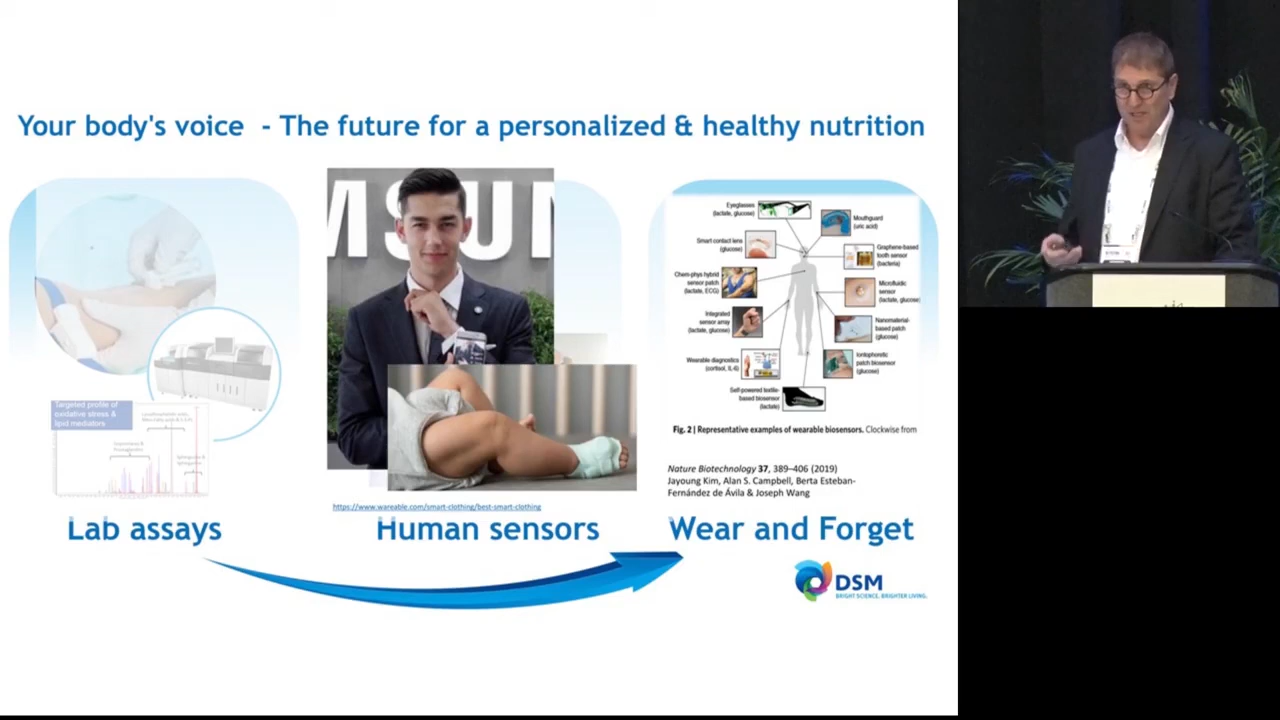 Your body's voice - The future for a personalized & healthy nutrition
Targeted profile of
oxidative stress &
lipid mediators
MSUN
https://www.wareable.com/smart-clothing/best-smart-clothing
Eyeglasses
(lactate, glucose)
Mouthguard
(uric acid)
Smart contact lens
(glucose)
Graphene-based
tooth sensor
(bacteria)
Chem-phys hybrid
sensor patch
(lactate, ECG)
Microfluidic
sensor
(lactate, glucose)
Integrated
sensor array
(lactate, glucose)
Nanomaterial-
based patch
(glucose)
Wearable diagnostics
(cortisol, IL-6)
Iontophoretic
patch biosensor
(glucose)
Self-powered textile-
based biosensor
(lactate)
Fig. 2 | Representative examples of wearable biosensors. Clockwise from
Nature Biotechnology 37, 389–406 (2019)
Jayoung Kim, Alan S. Campbell, Berta Esteban-
Fernández de Ávila & Joseph Wang
Lab assays
Human sensors
Wear and Forget
DSM
BRIGHT SCIENCE. BRIGHTER LIVING.